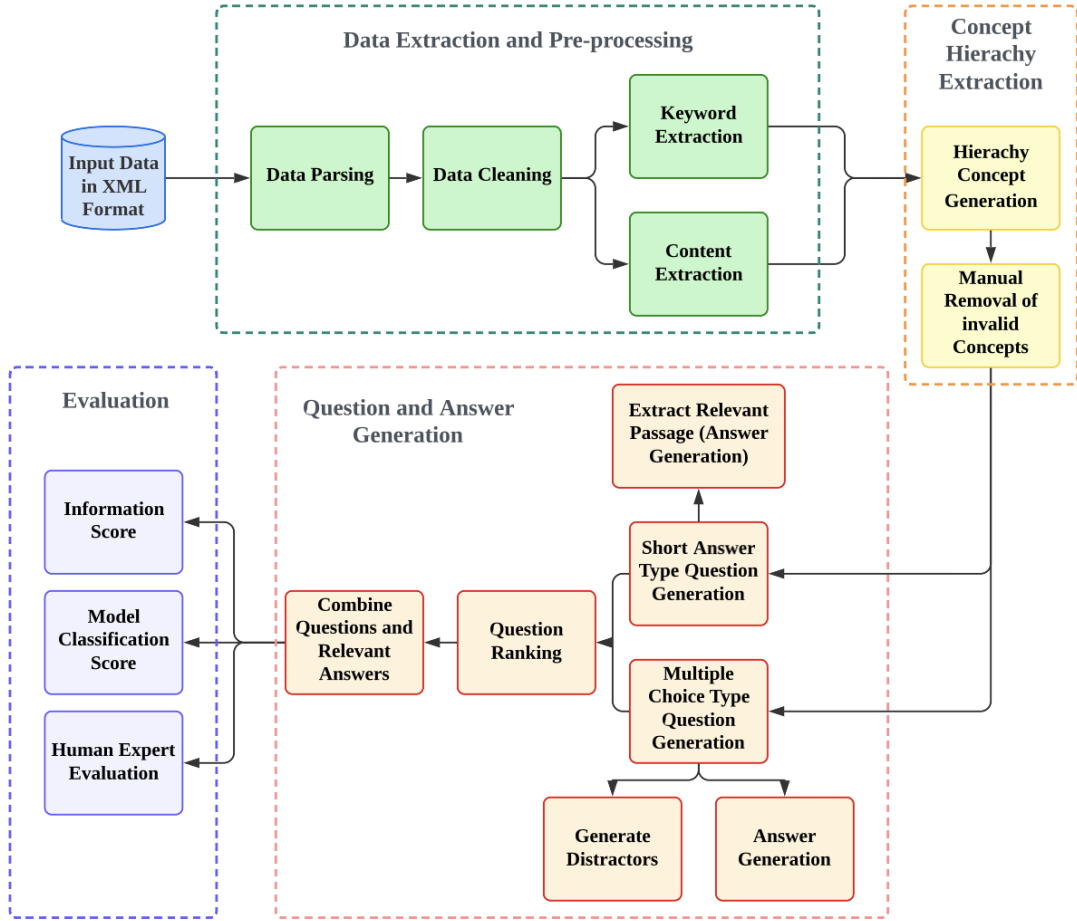 Data Extraction and Pre-processing
Concept
Hierachy
Extraction
Input Data
in XML
Format
Data Parsing
Data Cleaning
Keyword
Extraction
Content
Extraction
Hierachy
Concept
Generation
Manual
Removal of
invalid
Concepts
Evaluation
Information
Score
Model
Classification
Score
Human Expert
Evaluation
Question and Answer
Generation
Extract Relevant
Passage (Answer
Generation)
Short Answer
Type Question
Generation
Combine
Questions and
Relevant
Answers
Question
Ranking
Multiple
Choice Type
Question
Generation
Generate
Distractors
Answer
Generation